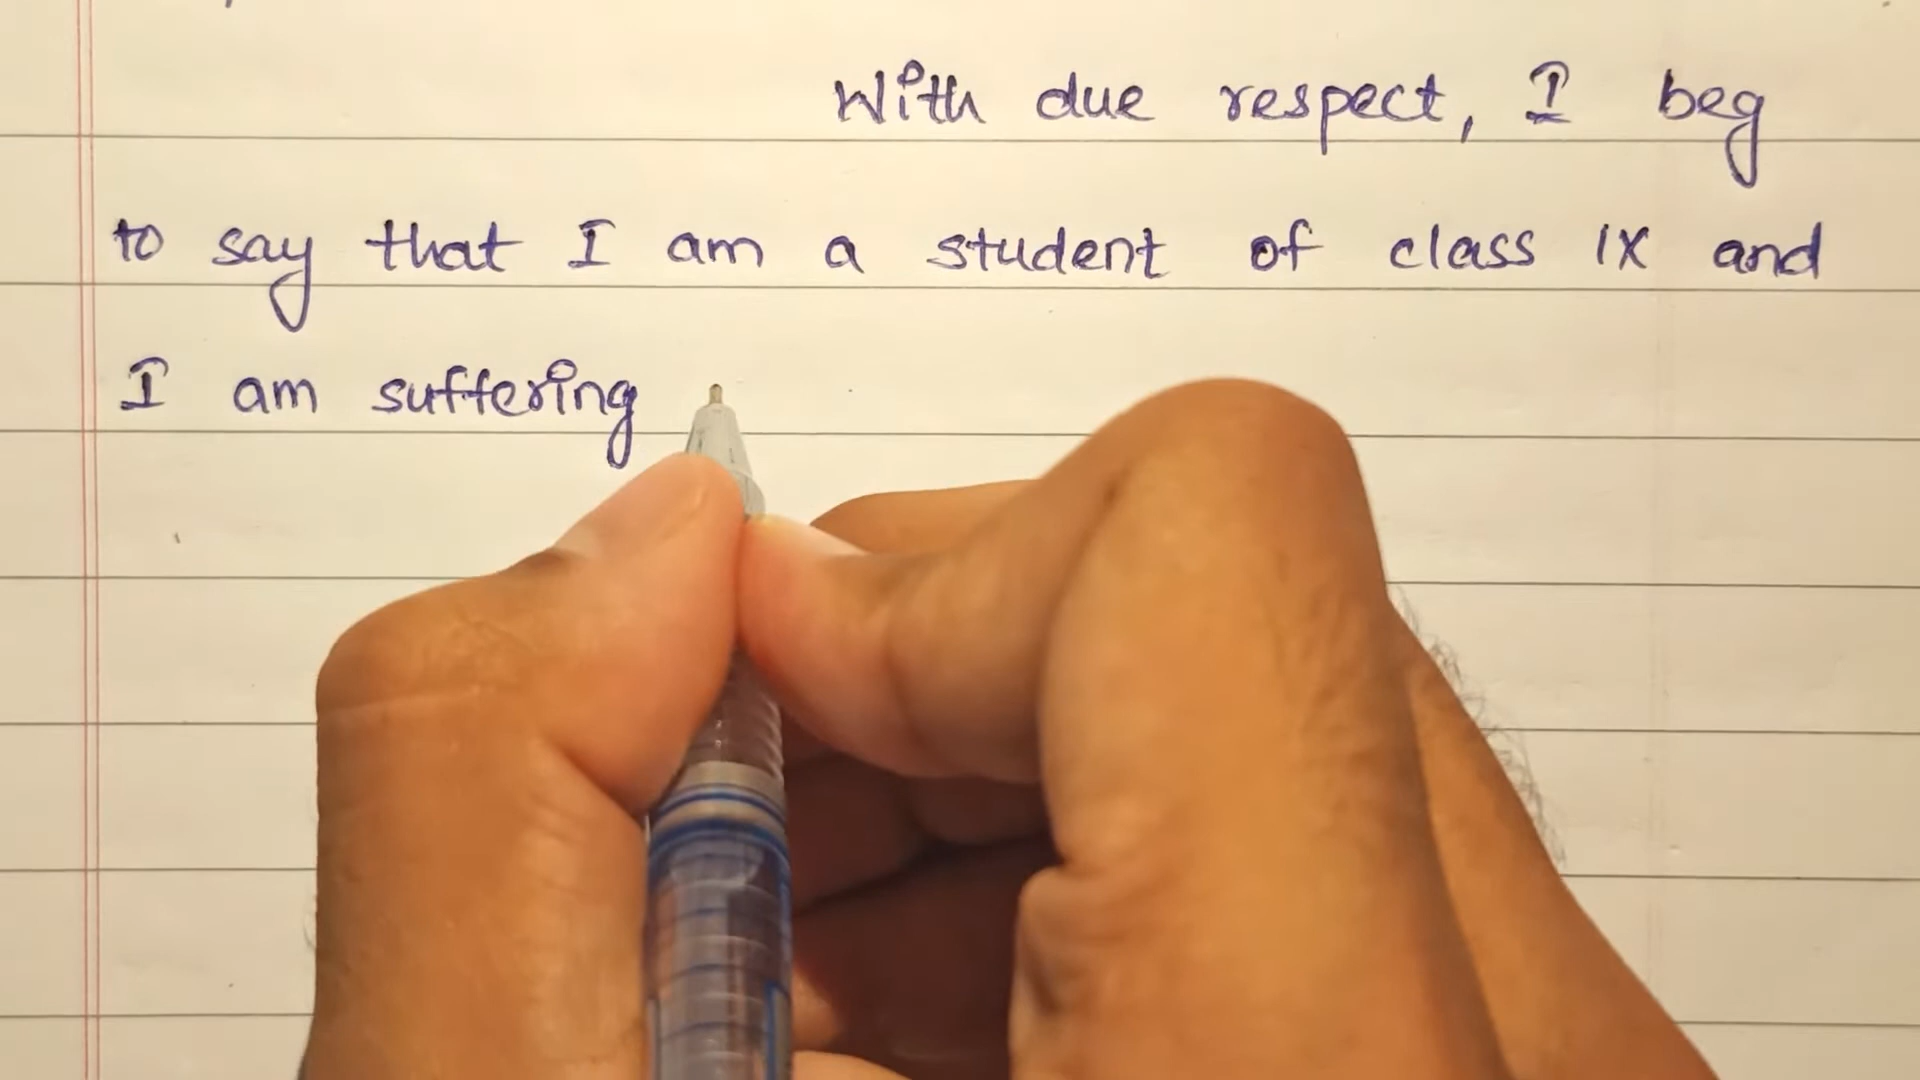 With due respect, I beg
to say that I am a student of class IX and
I am suffering